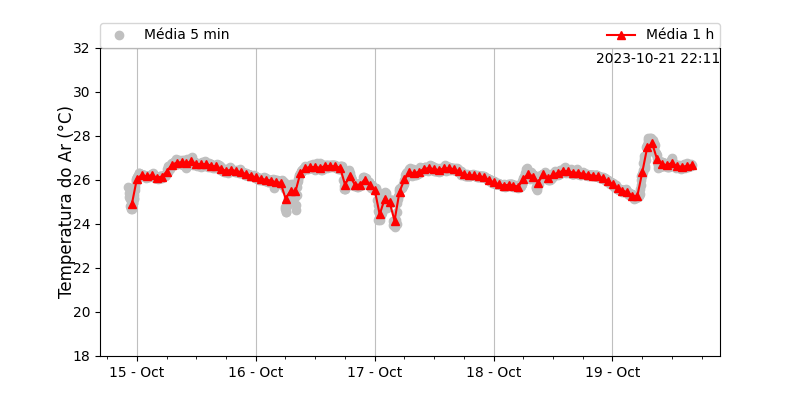 Média 5 min
Média 1 h
2023-10-21 22:11
Temperatura do Ar (°C)
32
30
28
26
24
22
20
18
15 - Oct
16 - Oct
17 - Oct
18 - Oct
19 - Oct